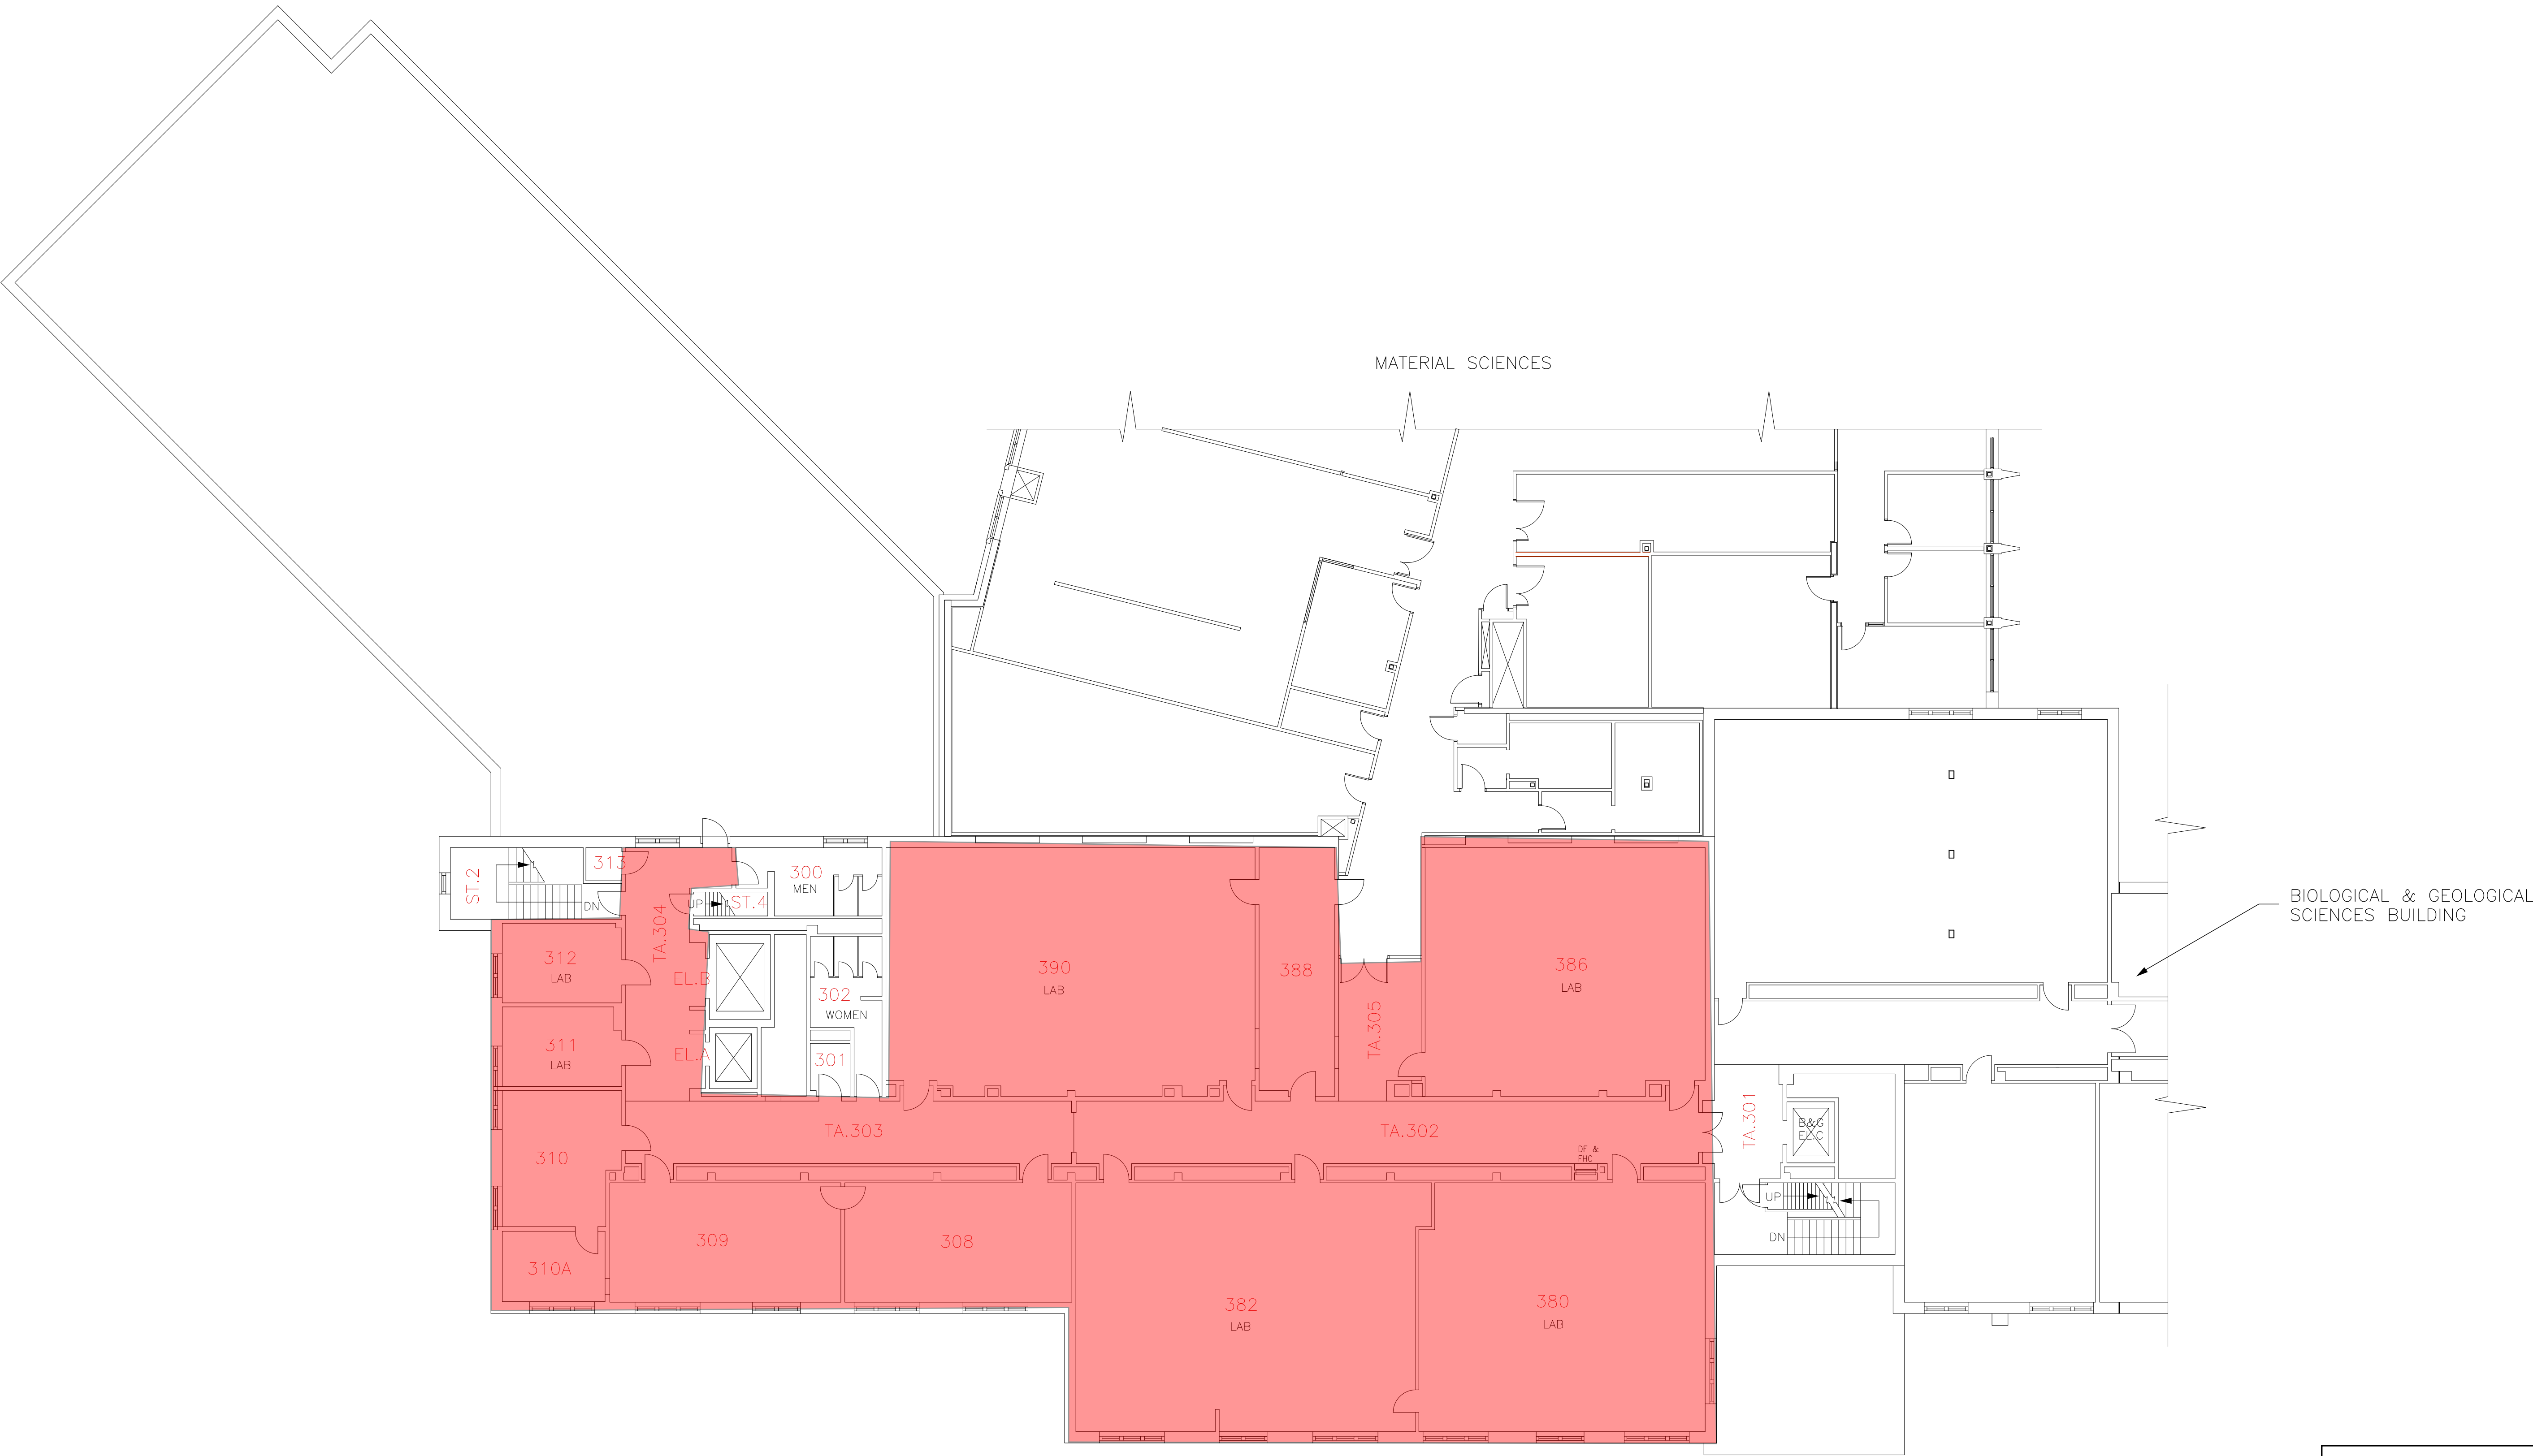 MATERIAL SCIENCES
BIOLOGICAL & GEOLOGICAL
SCIENCES BUILDING
313
300
MEN
ST.2
DN
UP
ST.4
TA.304
312
LAB
EL.B
302
WOMEN
390
LAB
388
386
LAB
TA.305
311
LAB
EL.A
301
TA.303
TA.302
TA.301
B&G
EL.C
DF &
FHC
310
UP
DN
309
308
310A
382
LAB
380
LAB